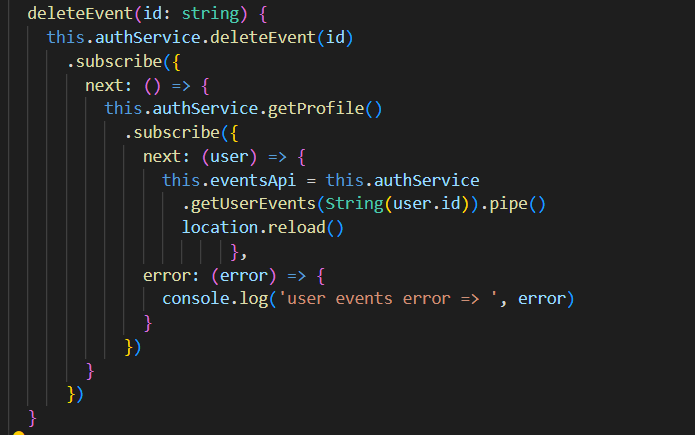 deleteEvent(id: string) {
this.authService.deleteEvent(id)
.subscribe({
next: () => {
this.authService.getProfile()
.subscribe({
next: (user) => {
this.eventsApi = this.authService
.getUserEvents(String(user.id)).pipe()
location.reload()
},
error: (error) => {
console.log('user events error => ', error)
}
})
}
})
}